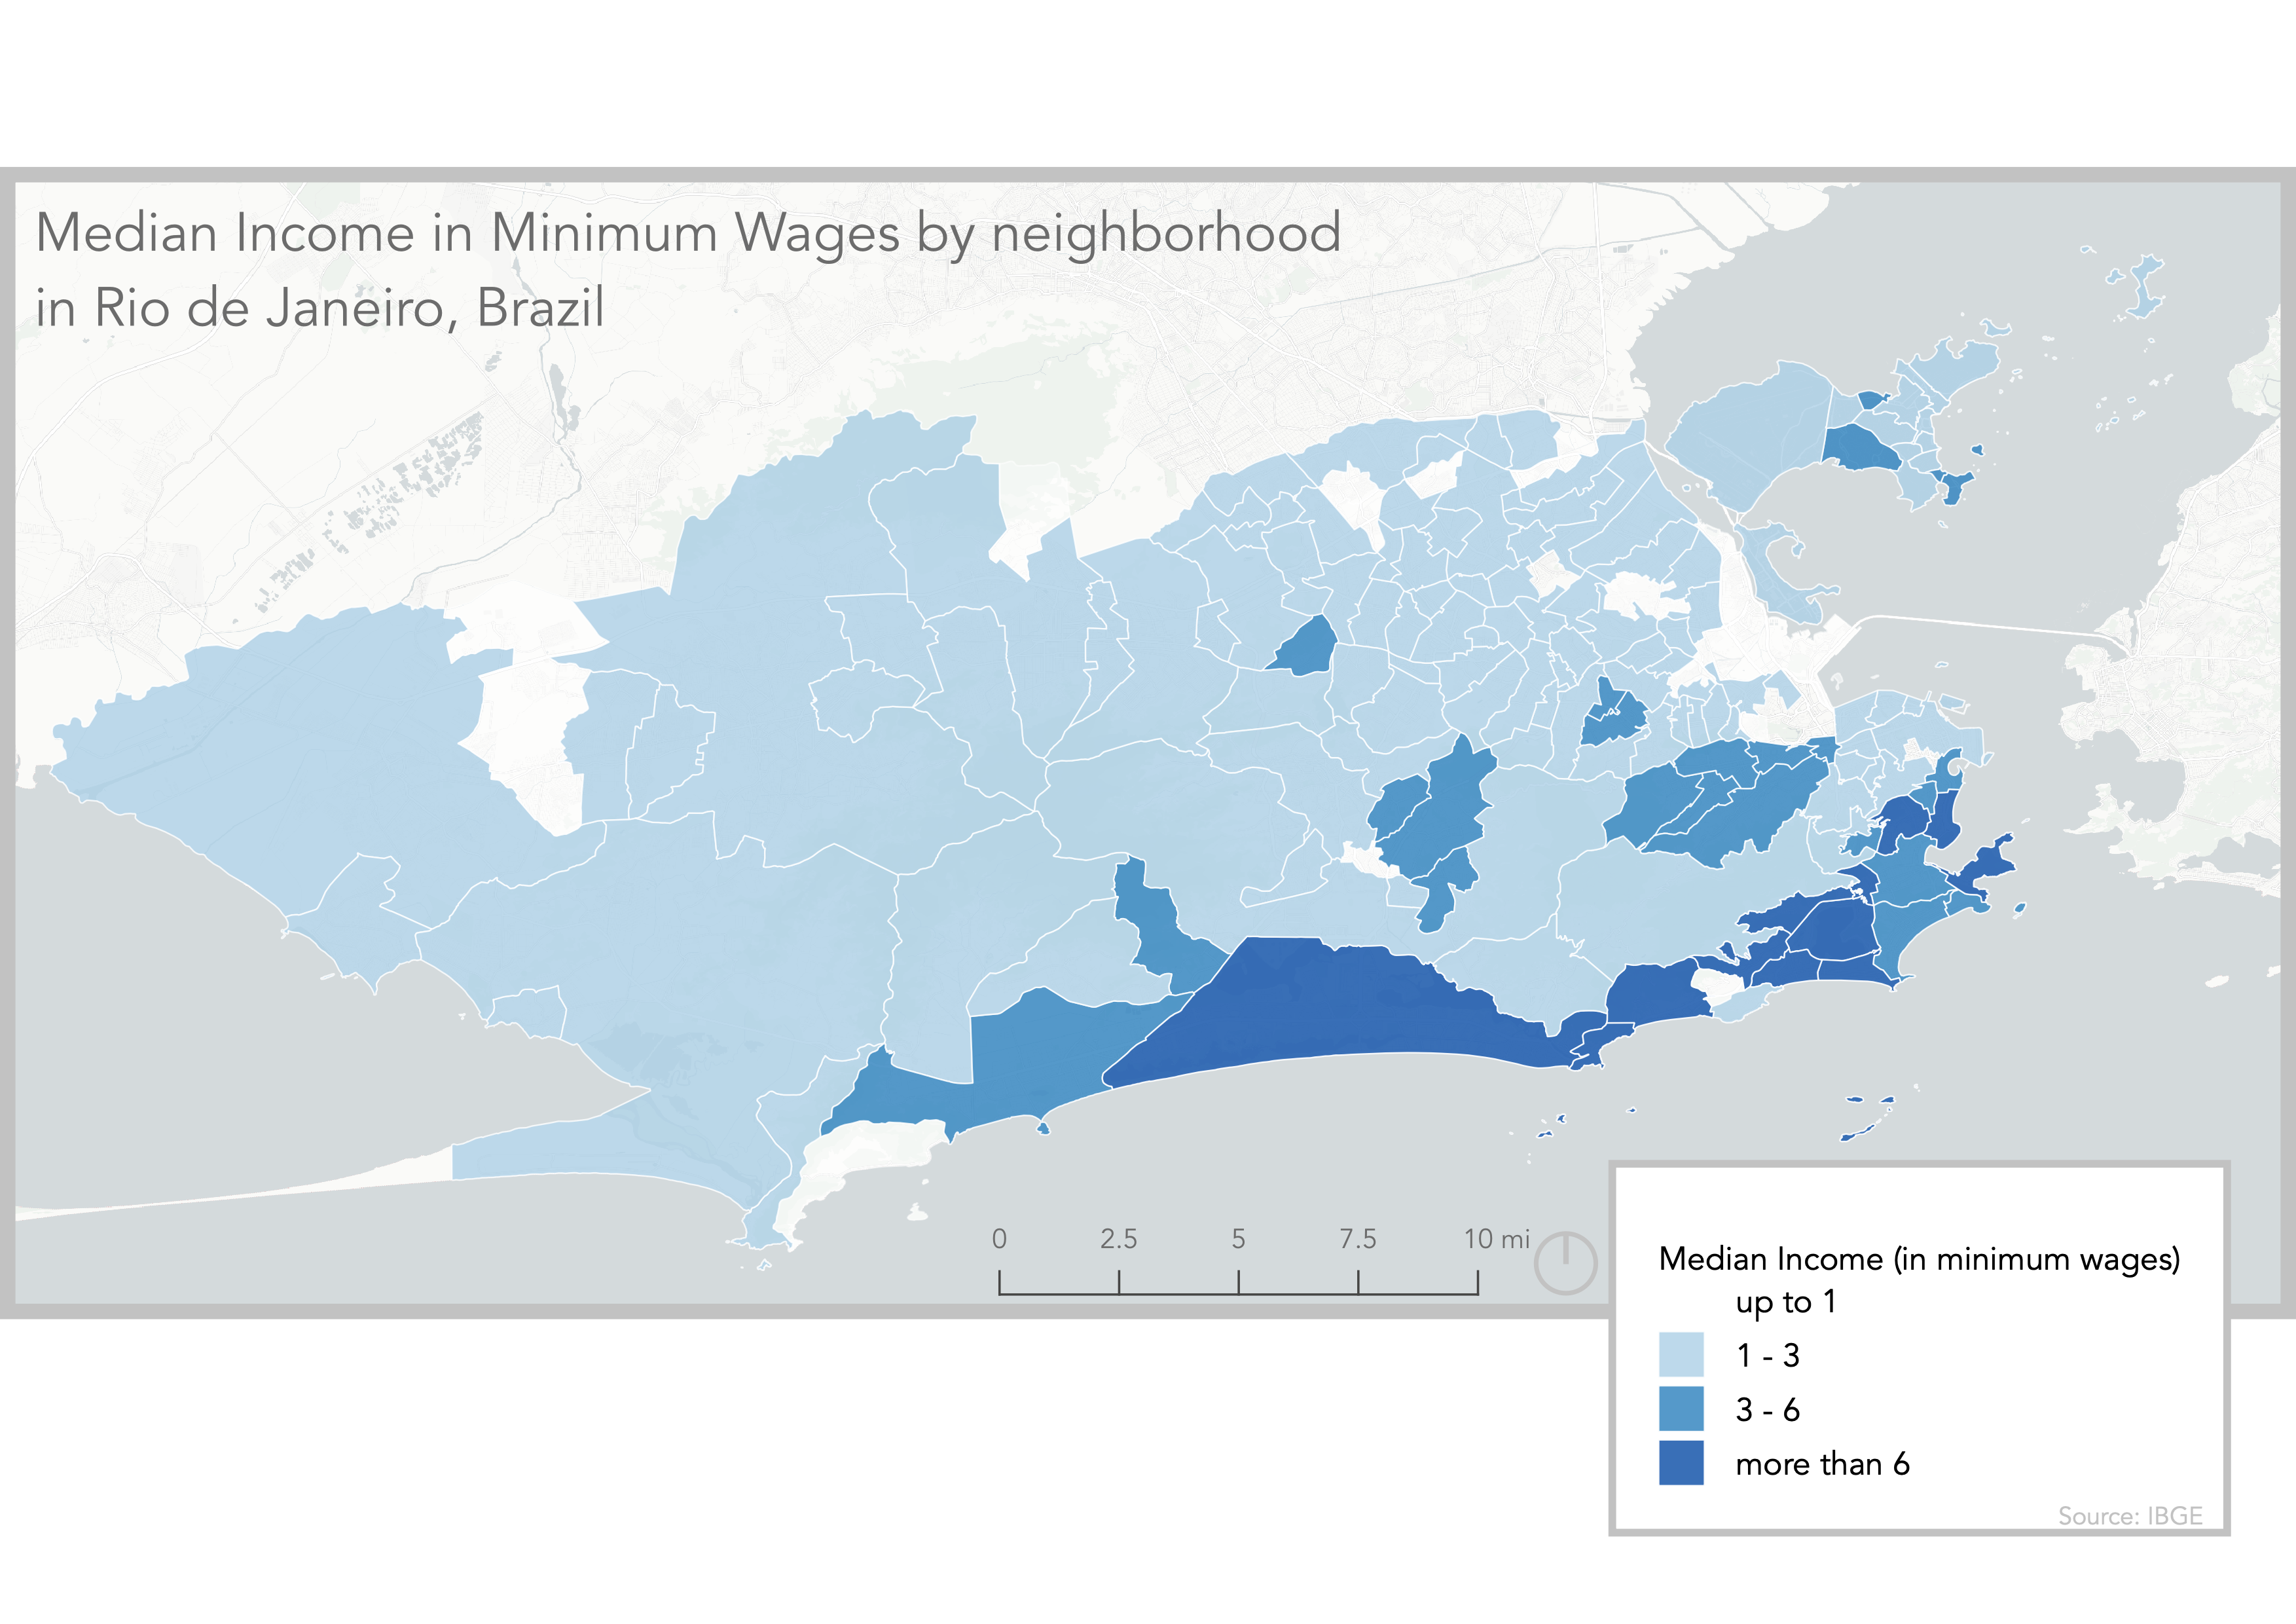 Median Income in Minimum Wages by neighborhood
in Rio de Janeiro, Brazil
0 2.5 5 7.5 10 mi
Median Income (in minimum wages)
up to 1
1 - 3
3 - 6
more than 6
Source: IBGE